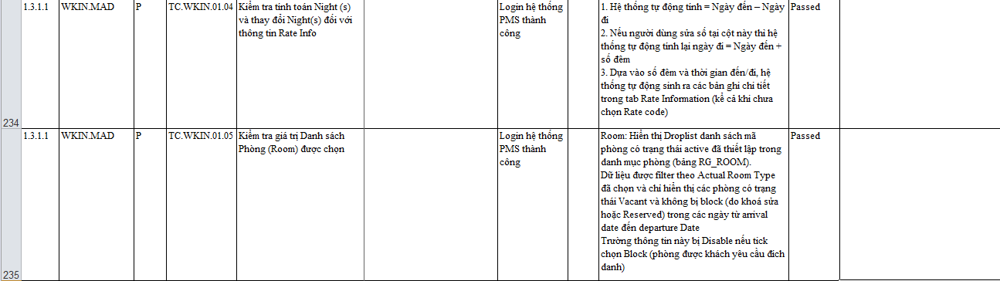 1.3.1.1 WKIN.MAD P TC.WKIN.01.04 Kiểm tra tính toán Night (s) Login hệ thống 1. Hệ thống tự động tính = Ngày đến – Ngày Passed
và thay đổi Night(s) đối với PMS thành đi
thông tin Rate Info công 2. Nếu người dùng sửa số tại cột này thì hệ
thống tự động tính lại ngày đi = Ngày đến +
số đêm
3. Dựa vào số đêm và thời gian đến/đi, hệ
thống tự động sinh ra các bản ghi chi tiết
trong tab Rate Information (kể cả khi chưa
chọn Rate code)
234
1.3.1.1 WKIN.MAD P TC.WKIN.01.05 Kiểm tra giá trị Danh sách Login hệ thống Room: Hiển thị Droplist danh sách mã Passed
Phòng (Room) được chọn PMS thành phòng có trạng thái active đã thiết lập trong
công danh mục phòng (bảng RG_ROOM).
Dữ liệu được filter theo Actual Room Type
đã chọn và chỉ hiển thị các phòng có trạng
thái Vacant và không bị block (do khoá sửa
hoặc Reserved) trong các ngày từ arrival
date đến departure Date
Trường thông tin này bị Disable nếu tick
chọn Block (phòng được khách yêu cầu đích
danh)
235